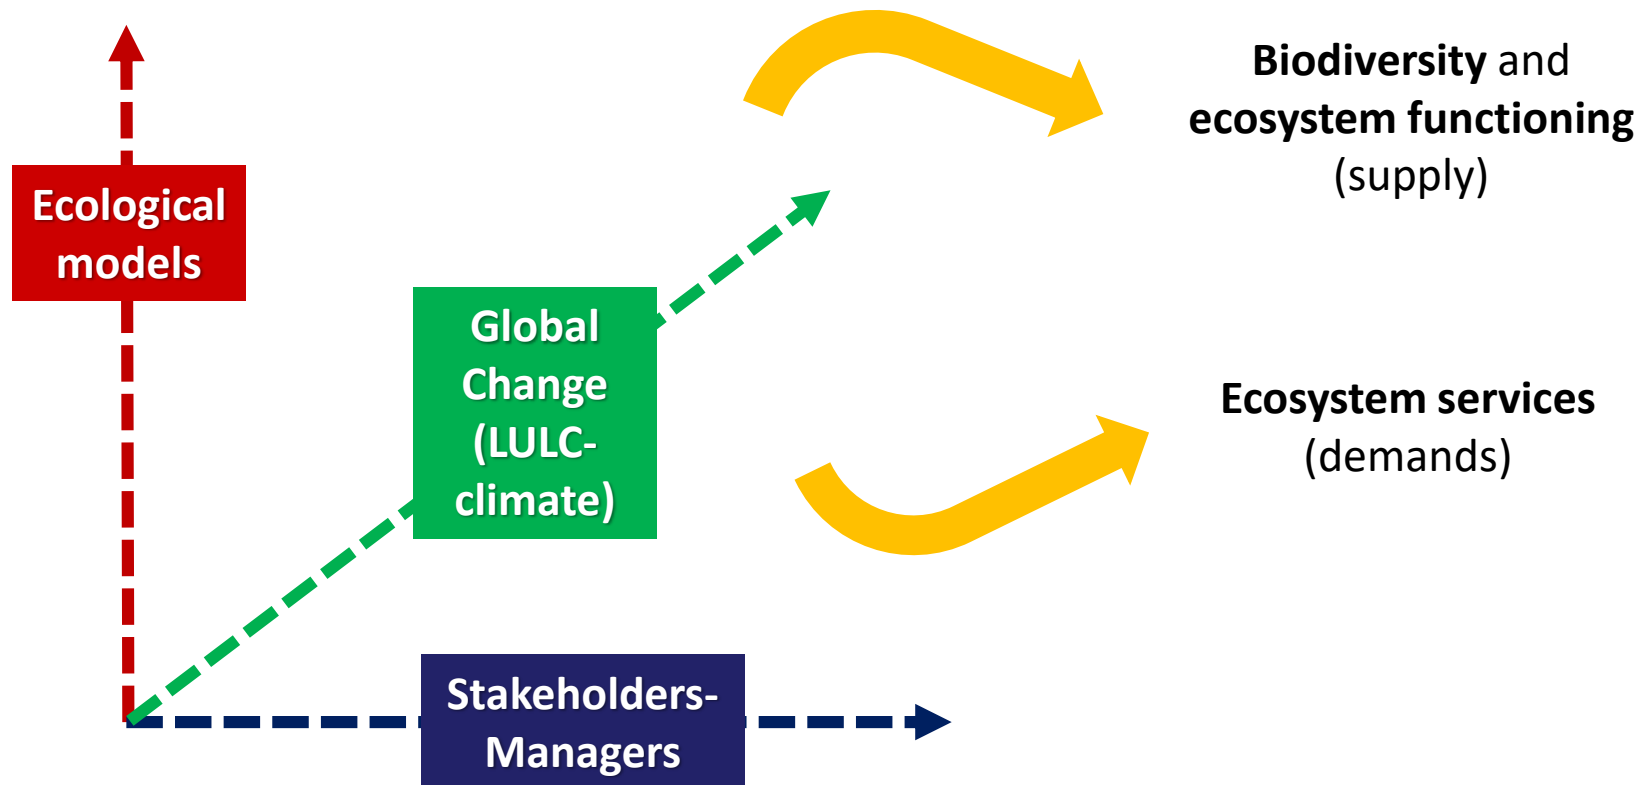 Biodiversity and
ecosystem functioning
(supply)
Ecological
models
Global
Change
(LULC-
climate)
Ecosystem services
(demands)
Stakeholders-
Managers